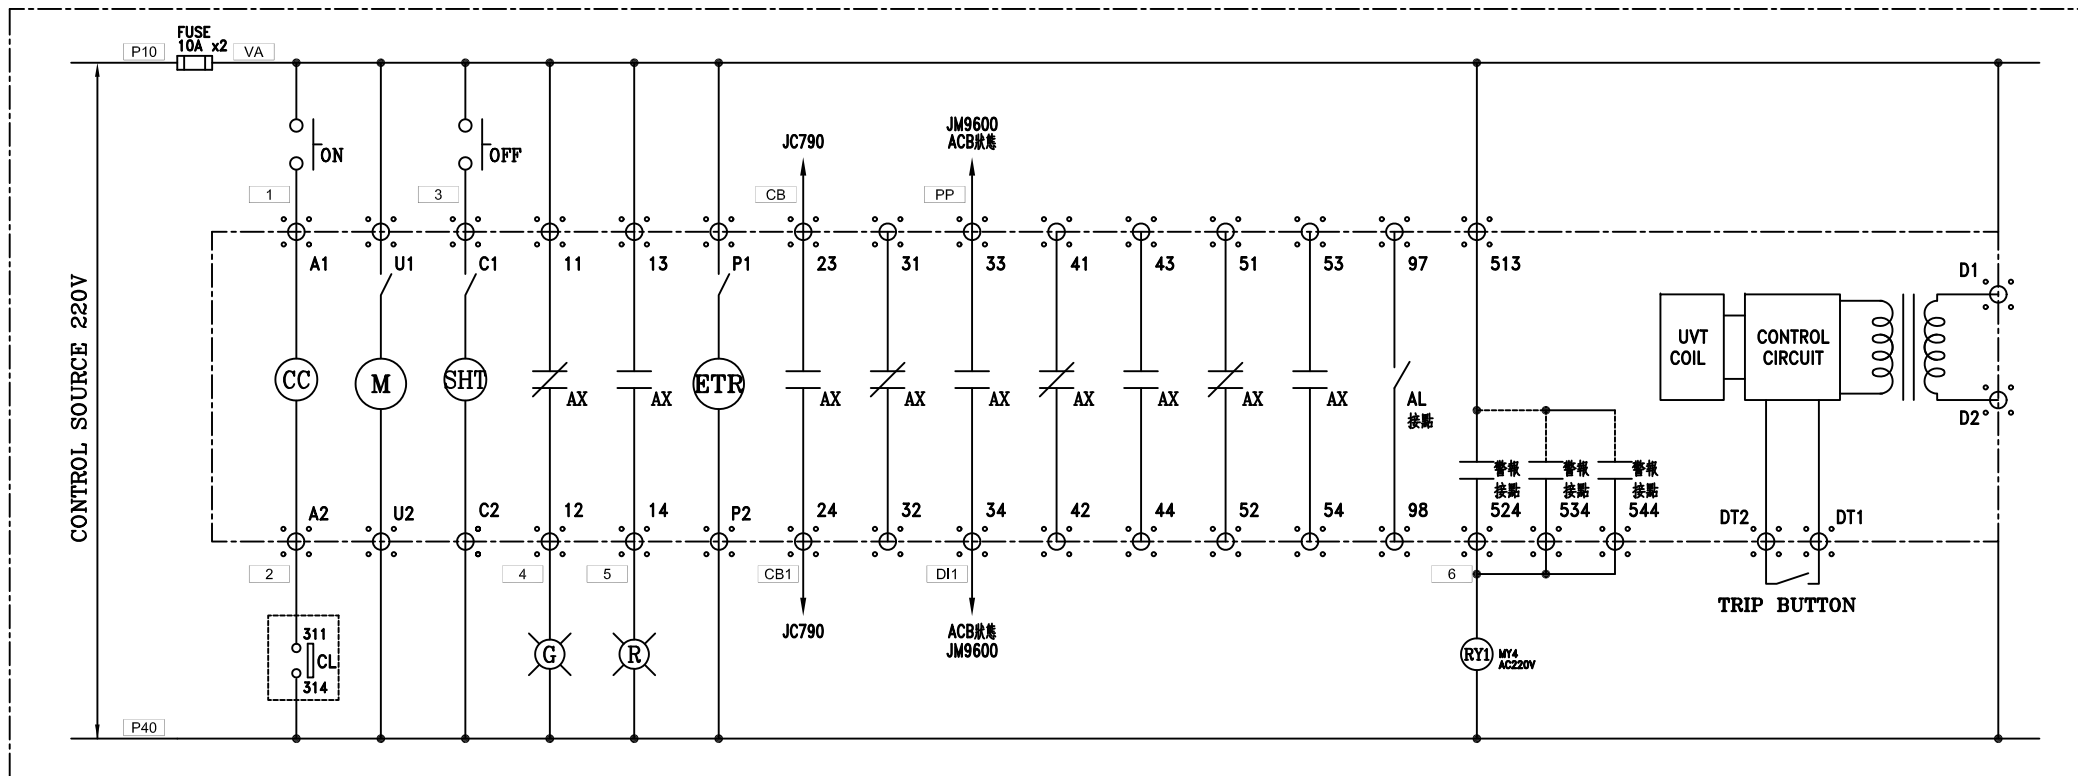 FUSE
10A x2
P10
VA
JC790
JM9600
ACB狀態
ON
OFF
1
3
CB
PP
A1
U1
C1
11
13
P1
23
31
33
41
43
51
53
97
513
D1
CONTROL SOURCE 220V
UVT
COIL
CONTROL
CIRCUIT
CC
M
SHT
AX
AX
ETR
AX
AX
AX
AX
AX
AX
AX
AL
接點
D2
警報
接點
警報
接點
警報
接點
A2
U2
C2
12
14
P2
24
32
34
42
44
52
54
98
524
534
544
DT2
DT1
2
4
5
CB1
DI1
6
TRIP BUTTON
311
CL
314
JC790
ACB狀態
JM9600
G
R
RY1
MY4
AC220V
P40